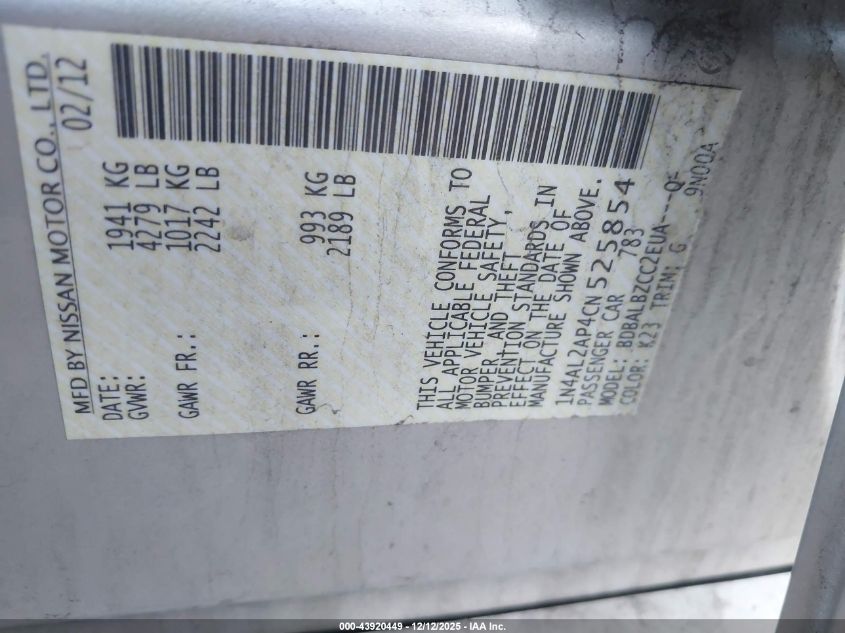 MFD BY NISSAN MOTOR CO., LTD.
DATE: 02/12
GVWR: 1941 KG
4279 LB
GAWR FR.: 1017 KG
2242 LB
GAWR RR.: 993 KG
2189 LB
THIS VEHICLE CONFORMS TO
ALL APPLICABLE FEDERAL
MOTOR VEHICLE SAFETY,
BUMPER, AND THEFT
PREVENTION STANDARDS IN
EFFECT ON THE DATE OF
MANUFACTURE SHOWN ABOVE.
1N4AL2AP4CN525854
PASSENGER CAR 783
MODEL: BDBALBZCC2EUA---Q-
COLOR: K23 TRIM: G 9N00A
000-43920449 - 12/12/2025 - IAA Inc.